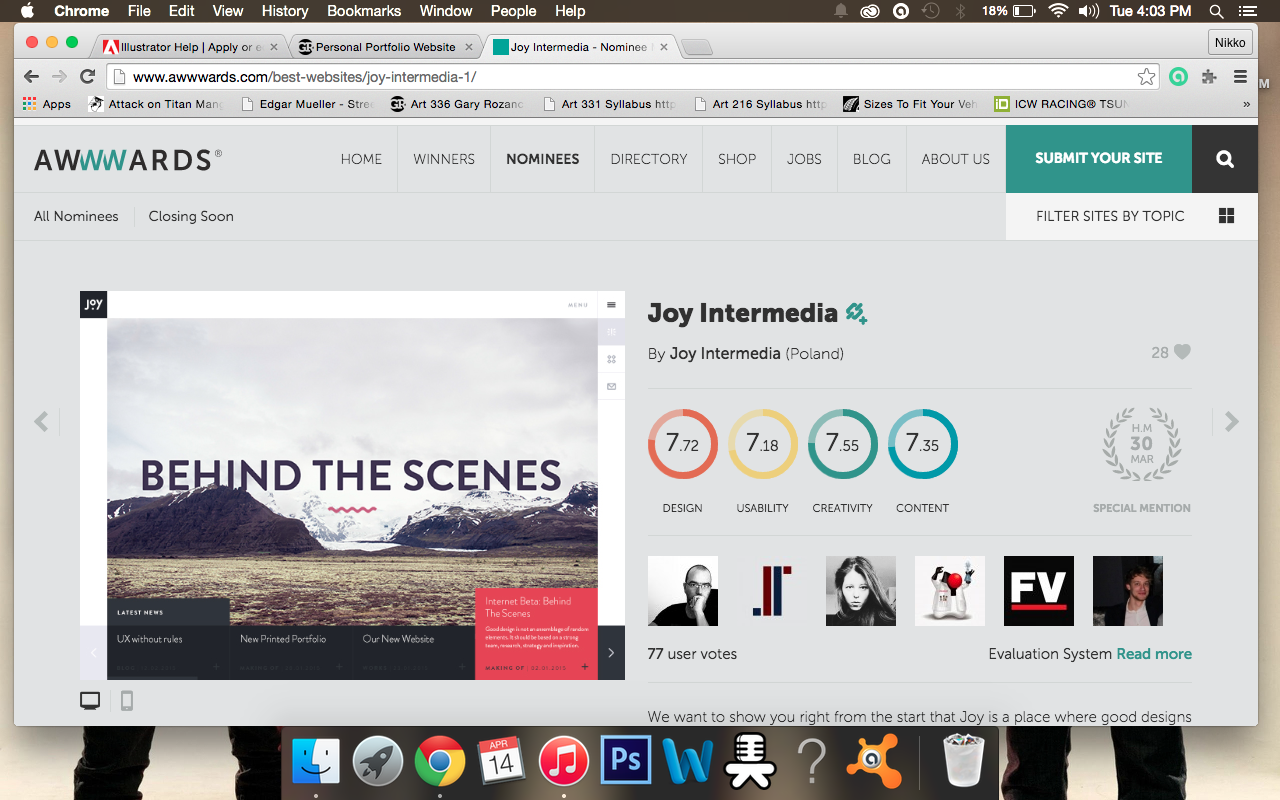 Chrome File Edit View History Bookmarks Window People Help 18% Tue 4:03 PM
Illustrator Help | Apply or e
GR Personal Portfolio Website
Joy Intermedia - Nominee
Nikko
www.awwwards.com/best-websites/joy-intermedia-1/
Apps Attack on Titan Man Edgar Mueller - Stree GR Art 336 Gary Rozanc Art 331 Syllabus http Art 216 Syllabus http Sizes To Fit Your Veh iD ICW RACING® TSUN »
M
AWWWARDS®
HOME WINNERS NOMINEES DIRECTORY SHOP JOBS BLOG ABOUT US SUBMIT YOUR SITE
All Nominees Closing Soon FILTER SITES BY TOPIC
joy MENU
BEHIND THE SCENES
LATEST NEWS
UX without rules
New Printed Portfolio
Our New Website
Internet Beta: Behind
The Scenes
Good design is not an assemblage of random
elements. It should be based on a strong
team, research, strategy and inspiration.
MAKING OF
Joy Intermedia
By Joy Intermedia (Poland) 28
7.72 7.18 7.55 7.35
DESIGN USABILITY CREATIVITY CONTENT
H.M
30
MAR
SPECIAL MENTION
FV
77 user votes Evaluation System Read more
We want to show you right from the start that Joy is a place where good designs
APR
14
Ps
W
?
a